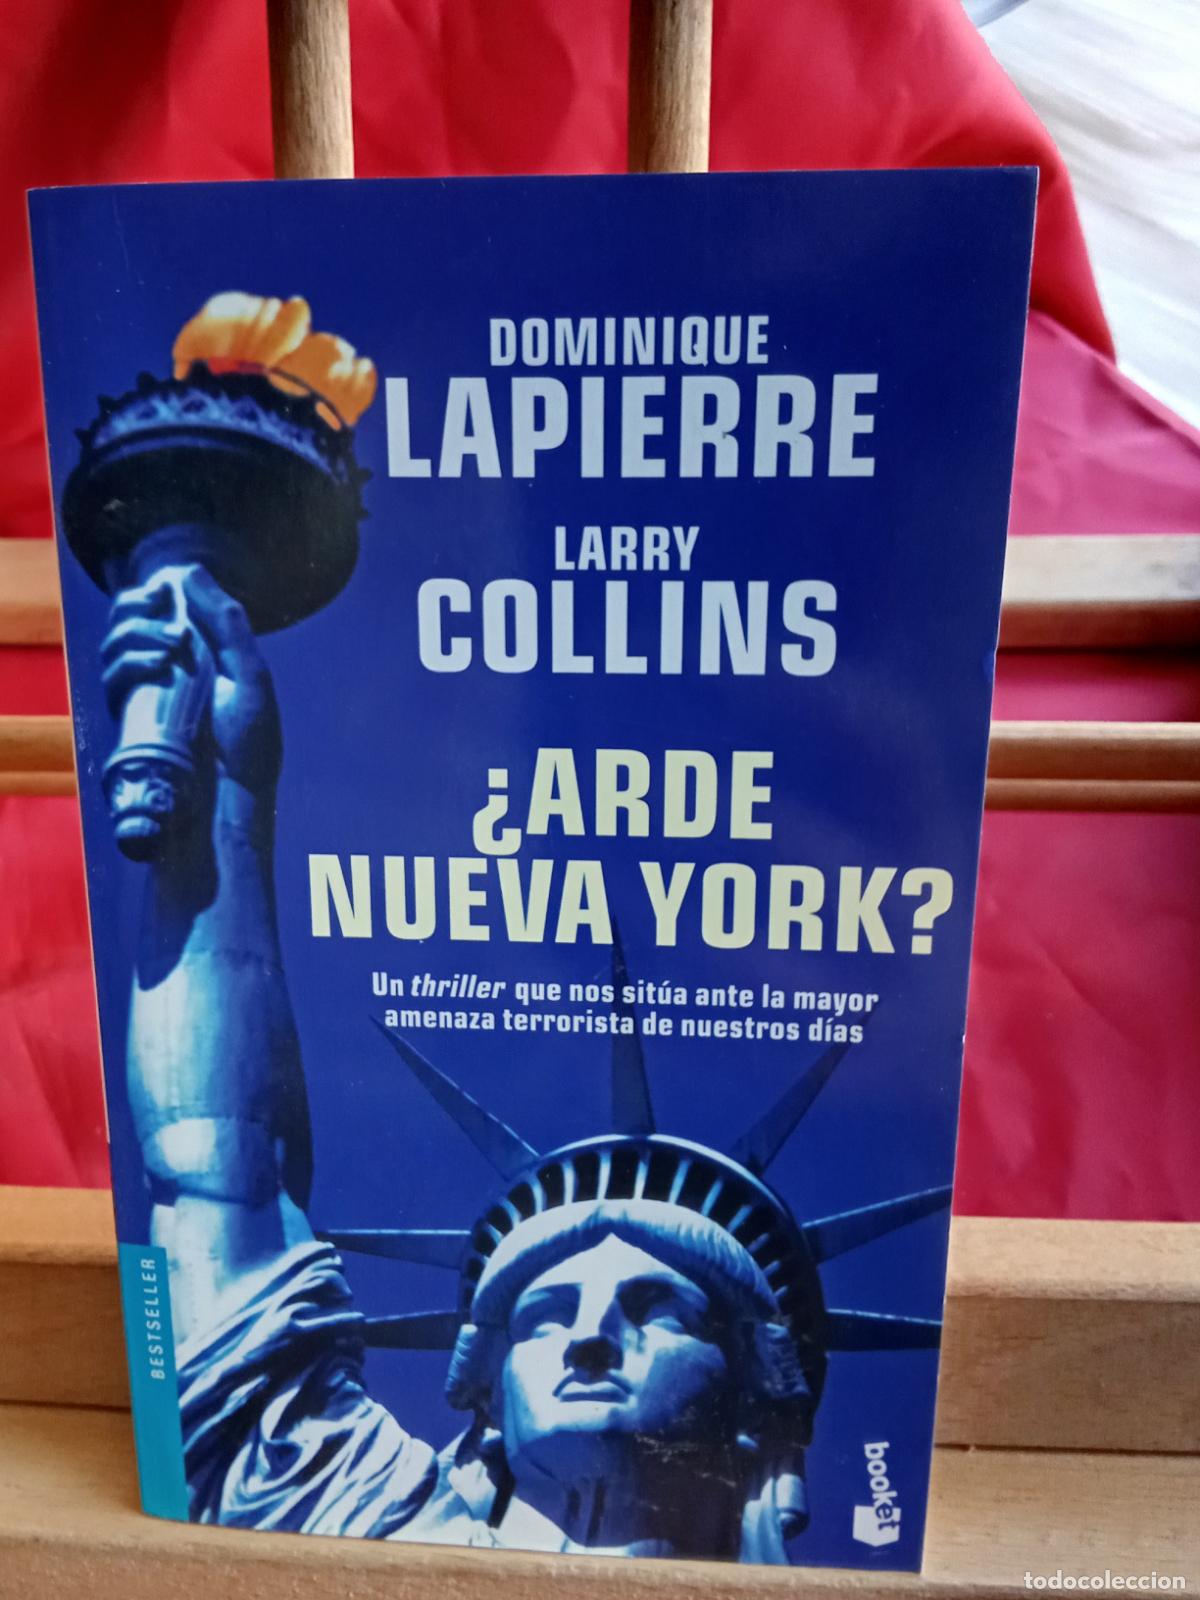 DOMINIQUE
LAPIERRE
LARRY
COLLINS
¿ARDE
NUEVA YORK?
Un thriller que nos sitúa ante la mayor
amenaza terrorista de nuestros días
BESTSELLER
booket
todocoleccion